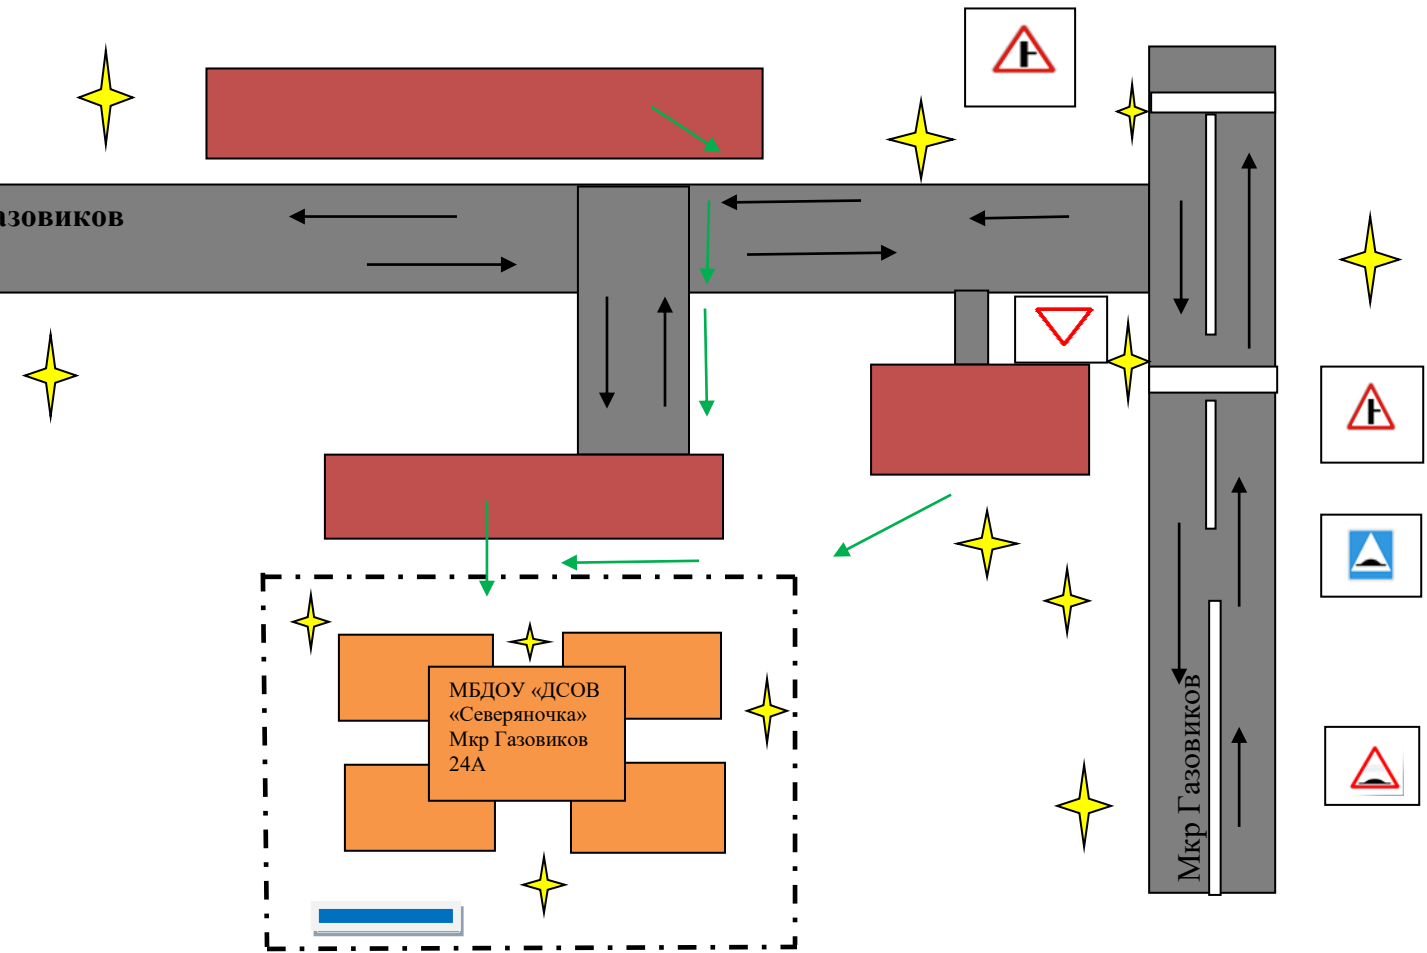 азовиков
МБДОУ «ДСОВ
«Северяночка»
Мкр Газовиков
24А
Мкр Газовиков